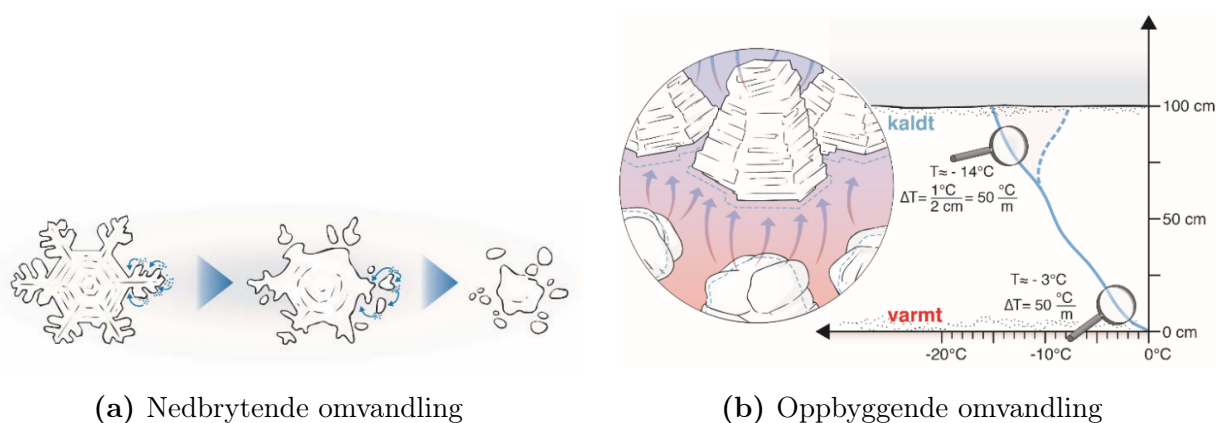 100 cm
kaldt
T≈ - 14°C
ΔT= 1°C/2 cm = 50 °C/m
50 cm
T≈ - 3°C
ΔT= 50 °C/m
varmt
0 cm
-20°C -10°C 0°C
(a) Nedbrytende omvandling
(b) Oppbyggende omvandling